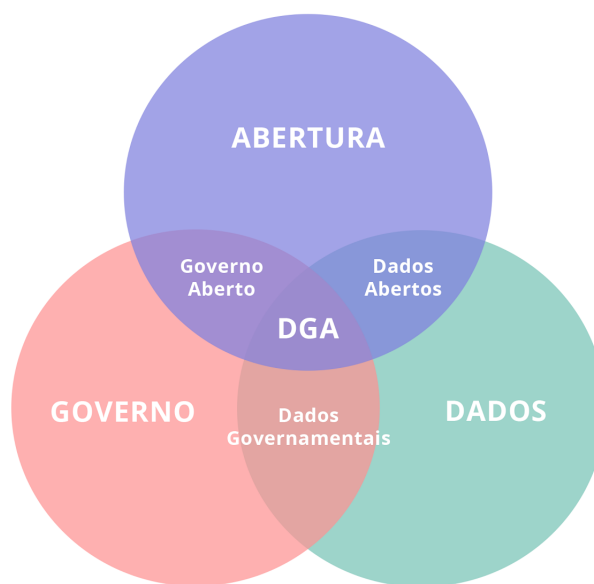 ABERTURA
Governo
Aberto
Dados
Abertos
DGA
GOVERNO
Dados
Governamentais
DADOS